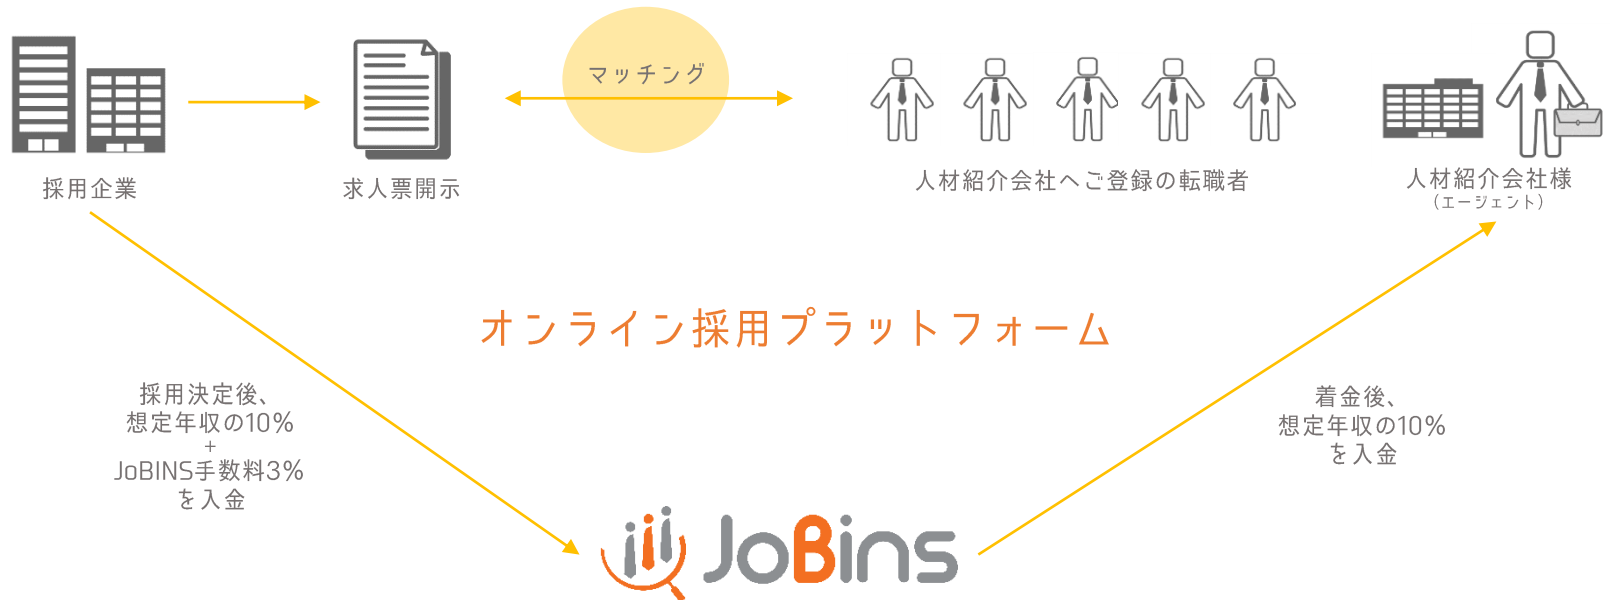 マッチング
採用企業
求人票開示
人材紹介会社へご登録の転職者
人材紹介会社様
（エージェント）
オンライン採用プラットフォーム
採用決定後、
想定年収の10%
+
JoBINS手数料3%
を入金
着金後、
想定年収の10%
を入金
JoBins